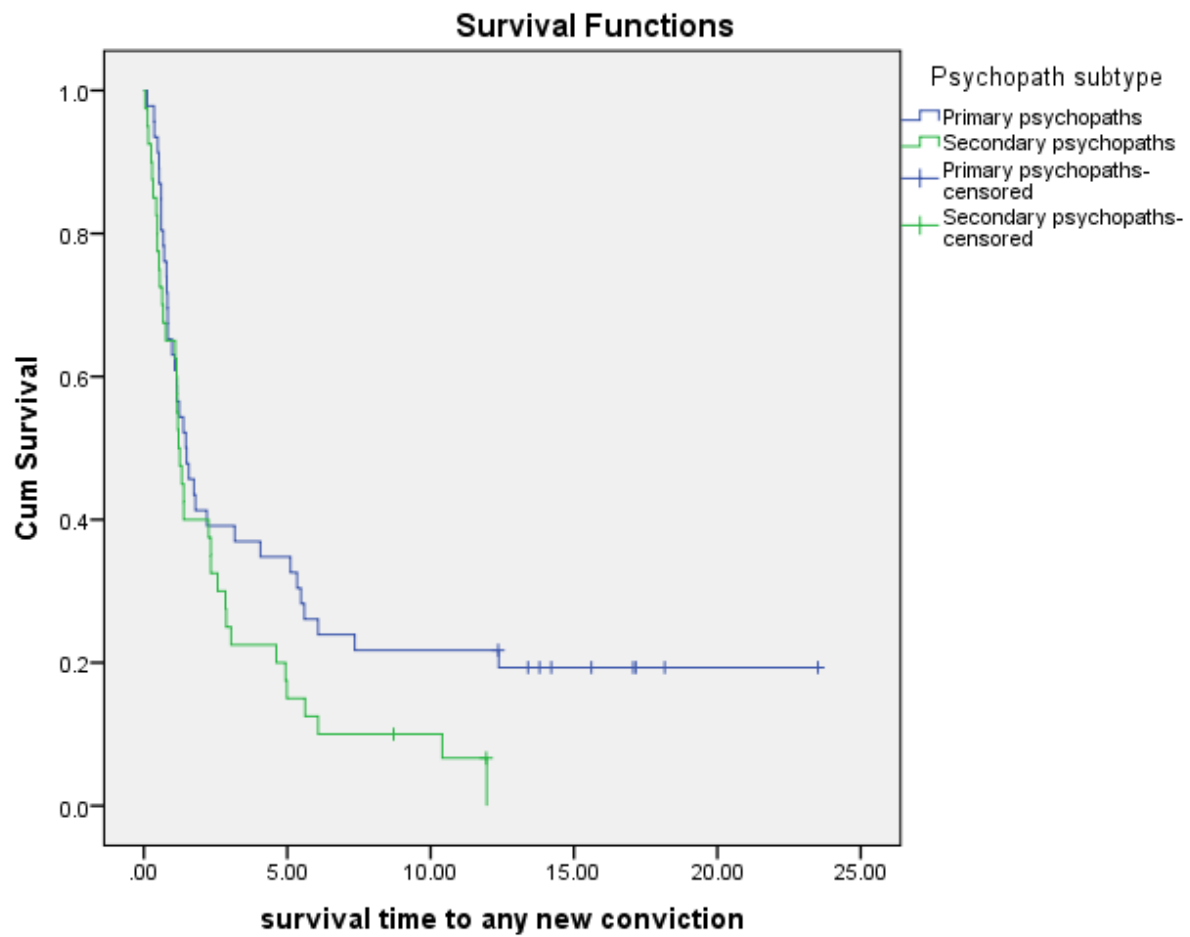 Survival Functions
Psychopath subtype
Primary psychopaths
Secondary psychopaths
Primary psychopaths-
censored
Secondary psychopaths-
censored
Cum Survival
1.0
0.8
0.6
0.4
0.2
0.0
.00 5.00 10.00 15.00 20.00 25.00
survival time to any new conviction